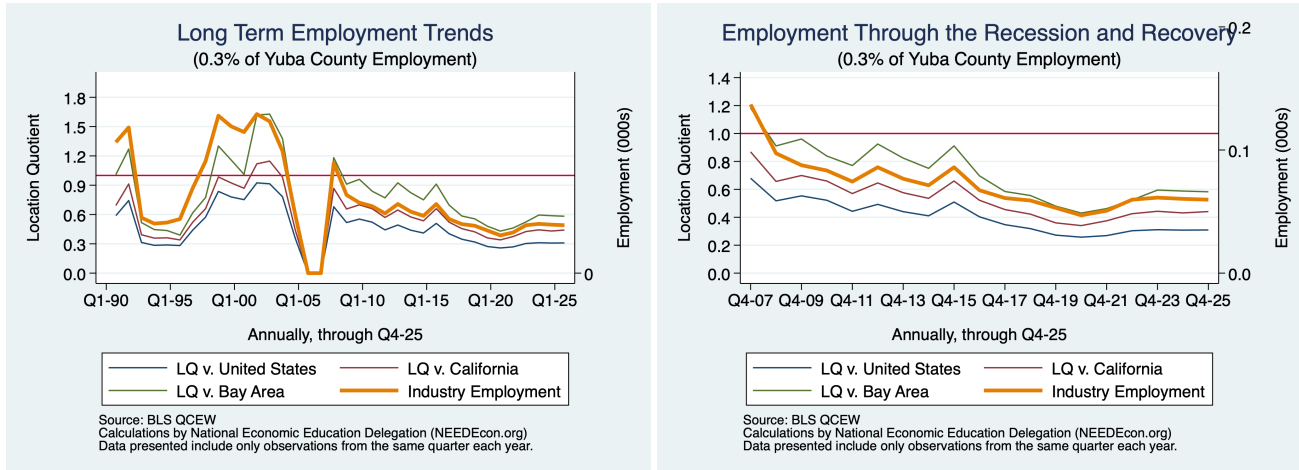 Long Term Employment Trends
(0.3% of Yuba County Employment)
Location Quotient
1.8
1.5
1.2
0.9
0.6
0.3
0.0
Employment (000s)
0
Q1-90 Q1-95 Q1-00 Q1-05 Q1-10 Q1-15 Q1-20 Q1-25
Annually, through Q4-25
LQ v. United States LQ v. California
LQ v. Bay Area Industry Employment
Source: BLS QCEW
Calculations by National Economic Education Delegation (NEEDEcon.org)
Data presented include only observations from the same quarter each year.
Employment Through the Recession and Recovery
(0.3% of Yuba County Employment)
Location Quotient
1.4
1.2
1.0
0.8
0.6
0.4
0.2
0.0
Employment (000s)
0.2
0.1
0.0
Q4-07 Q4-09 Q4-11 Q4-13 Q4-15 Q4-17 Q4-19 Q4-21 Q4-23 Q4-25
Annually, through Q4-25
LQ v. United States LQ v. California
LQ v. Bay Area Industry Employment
Source: BLS QCEW
Calculations by National Economic Education Delegation (NEEDEcon.org)
Data presented include only observations from the same quarter each year.